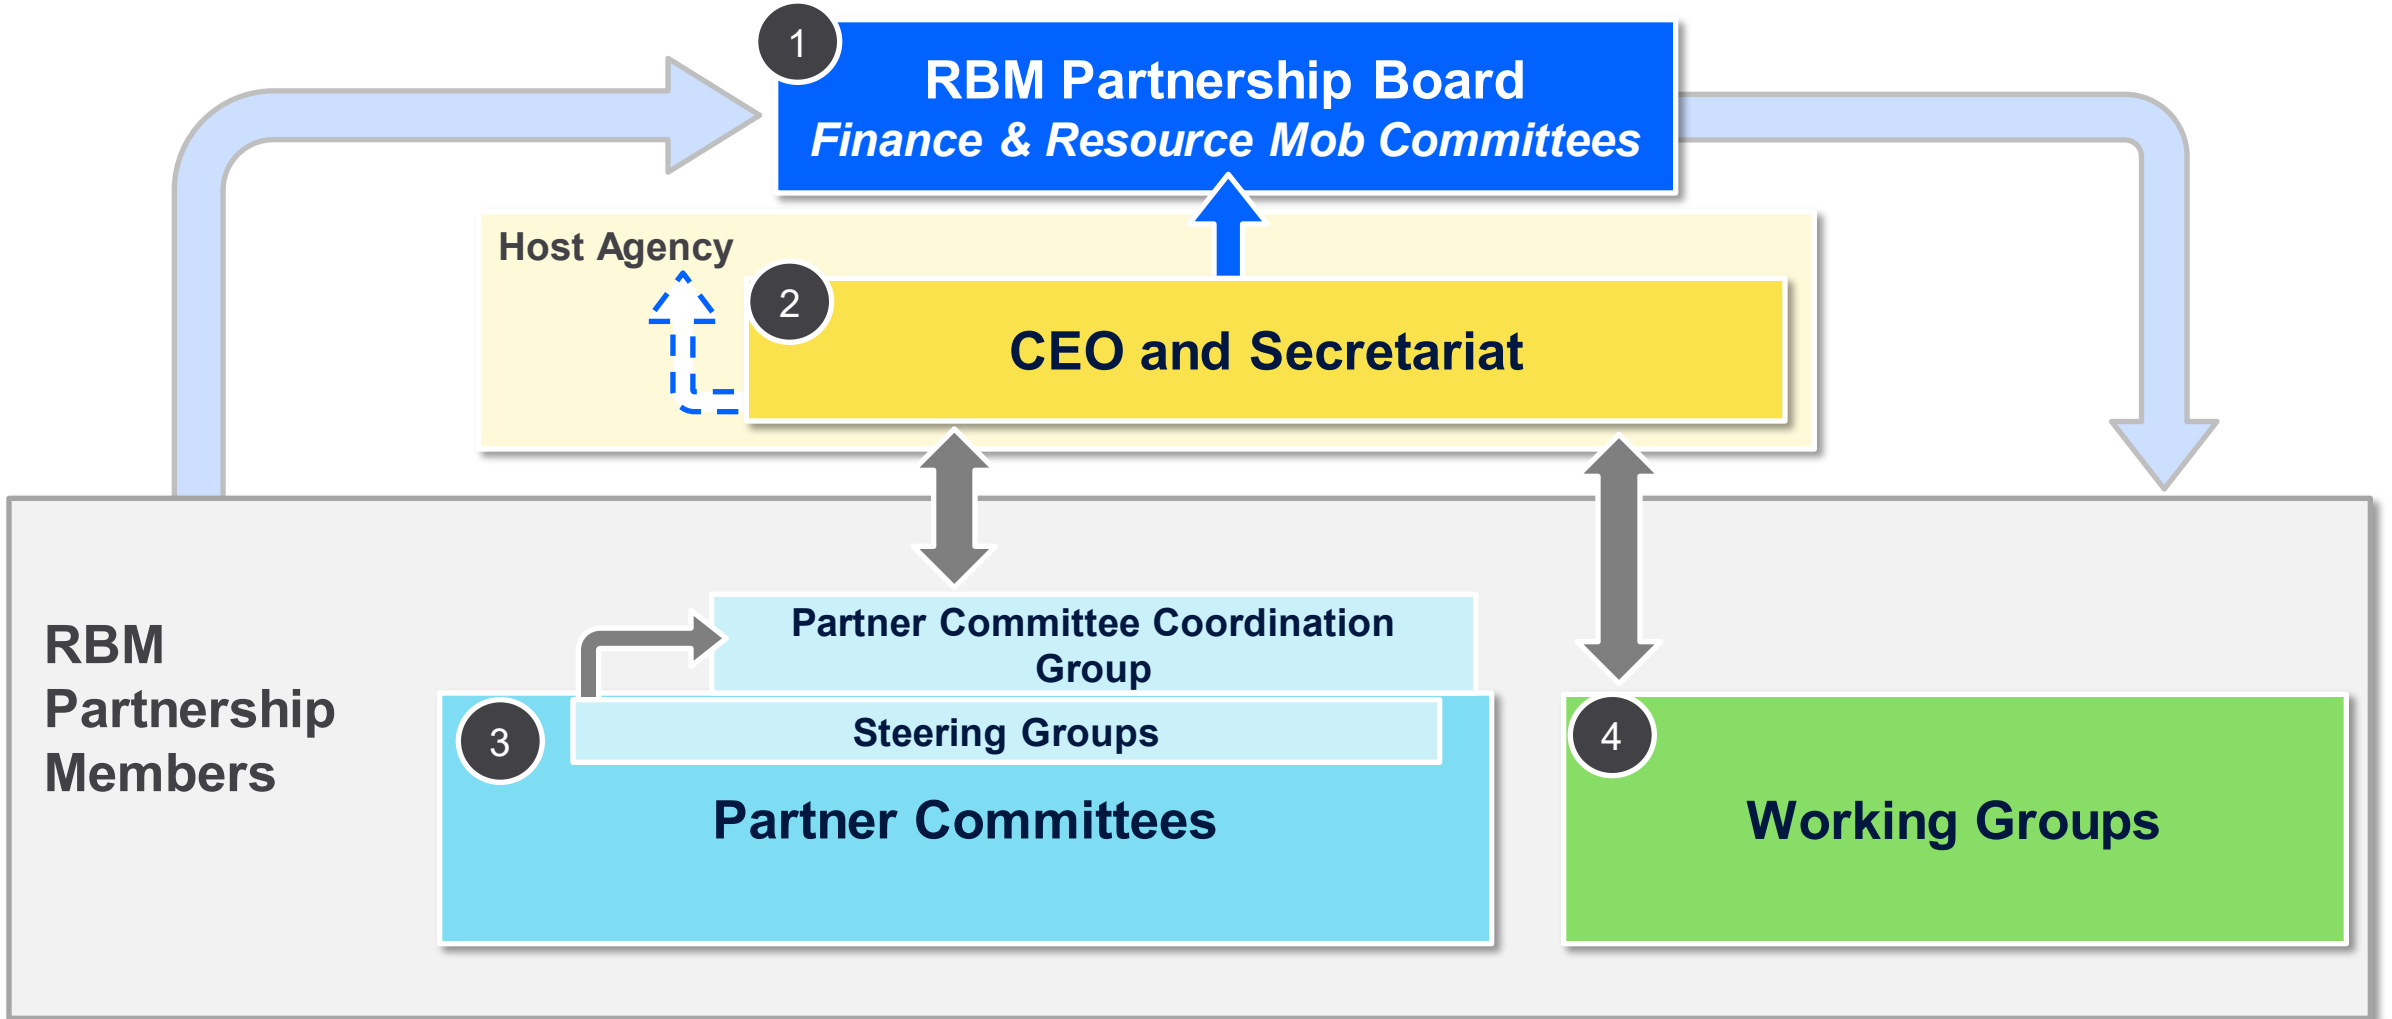 1
RBM Partnership Board
Finance & Resource Mob Committees
Host Agency
2
CEO and Secretariat
RBM
Partnership
Members
Partner Committee Coordination
Group
3
Steering Groups
Partner Committees
4
Working Groups